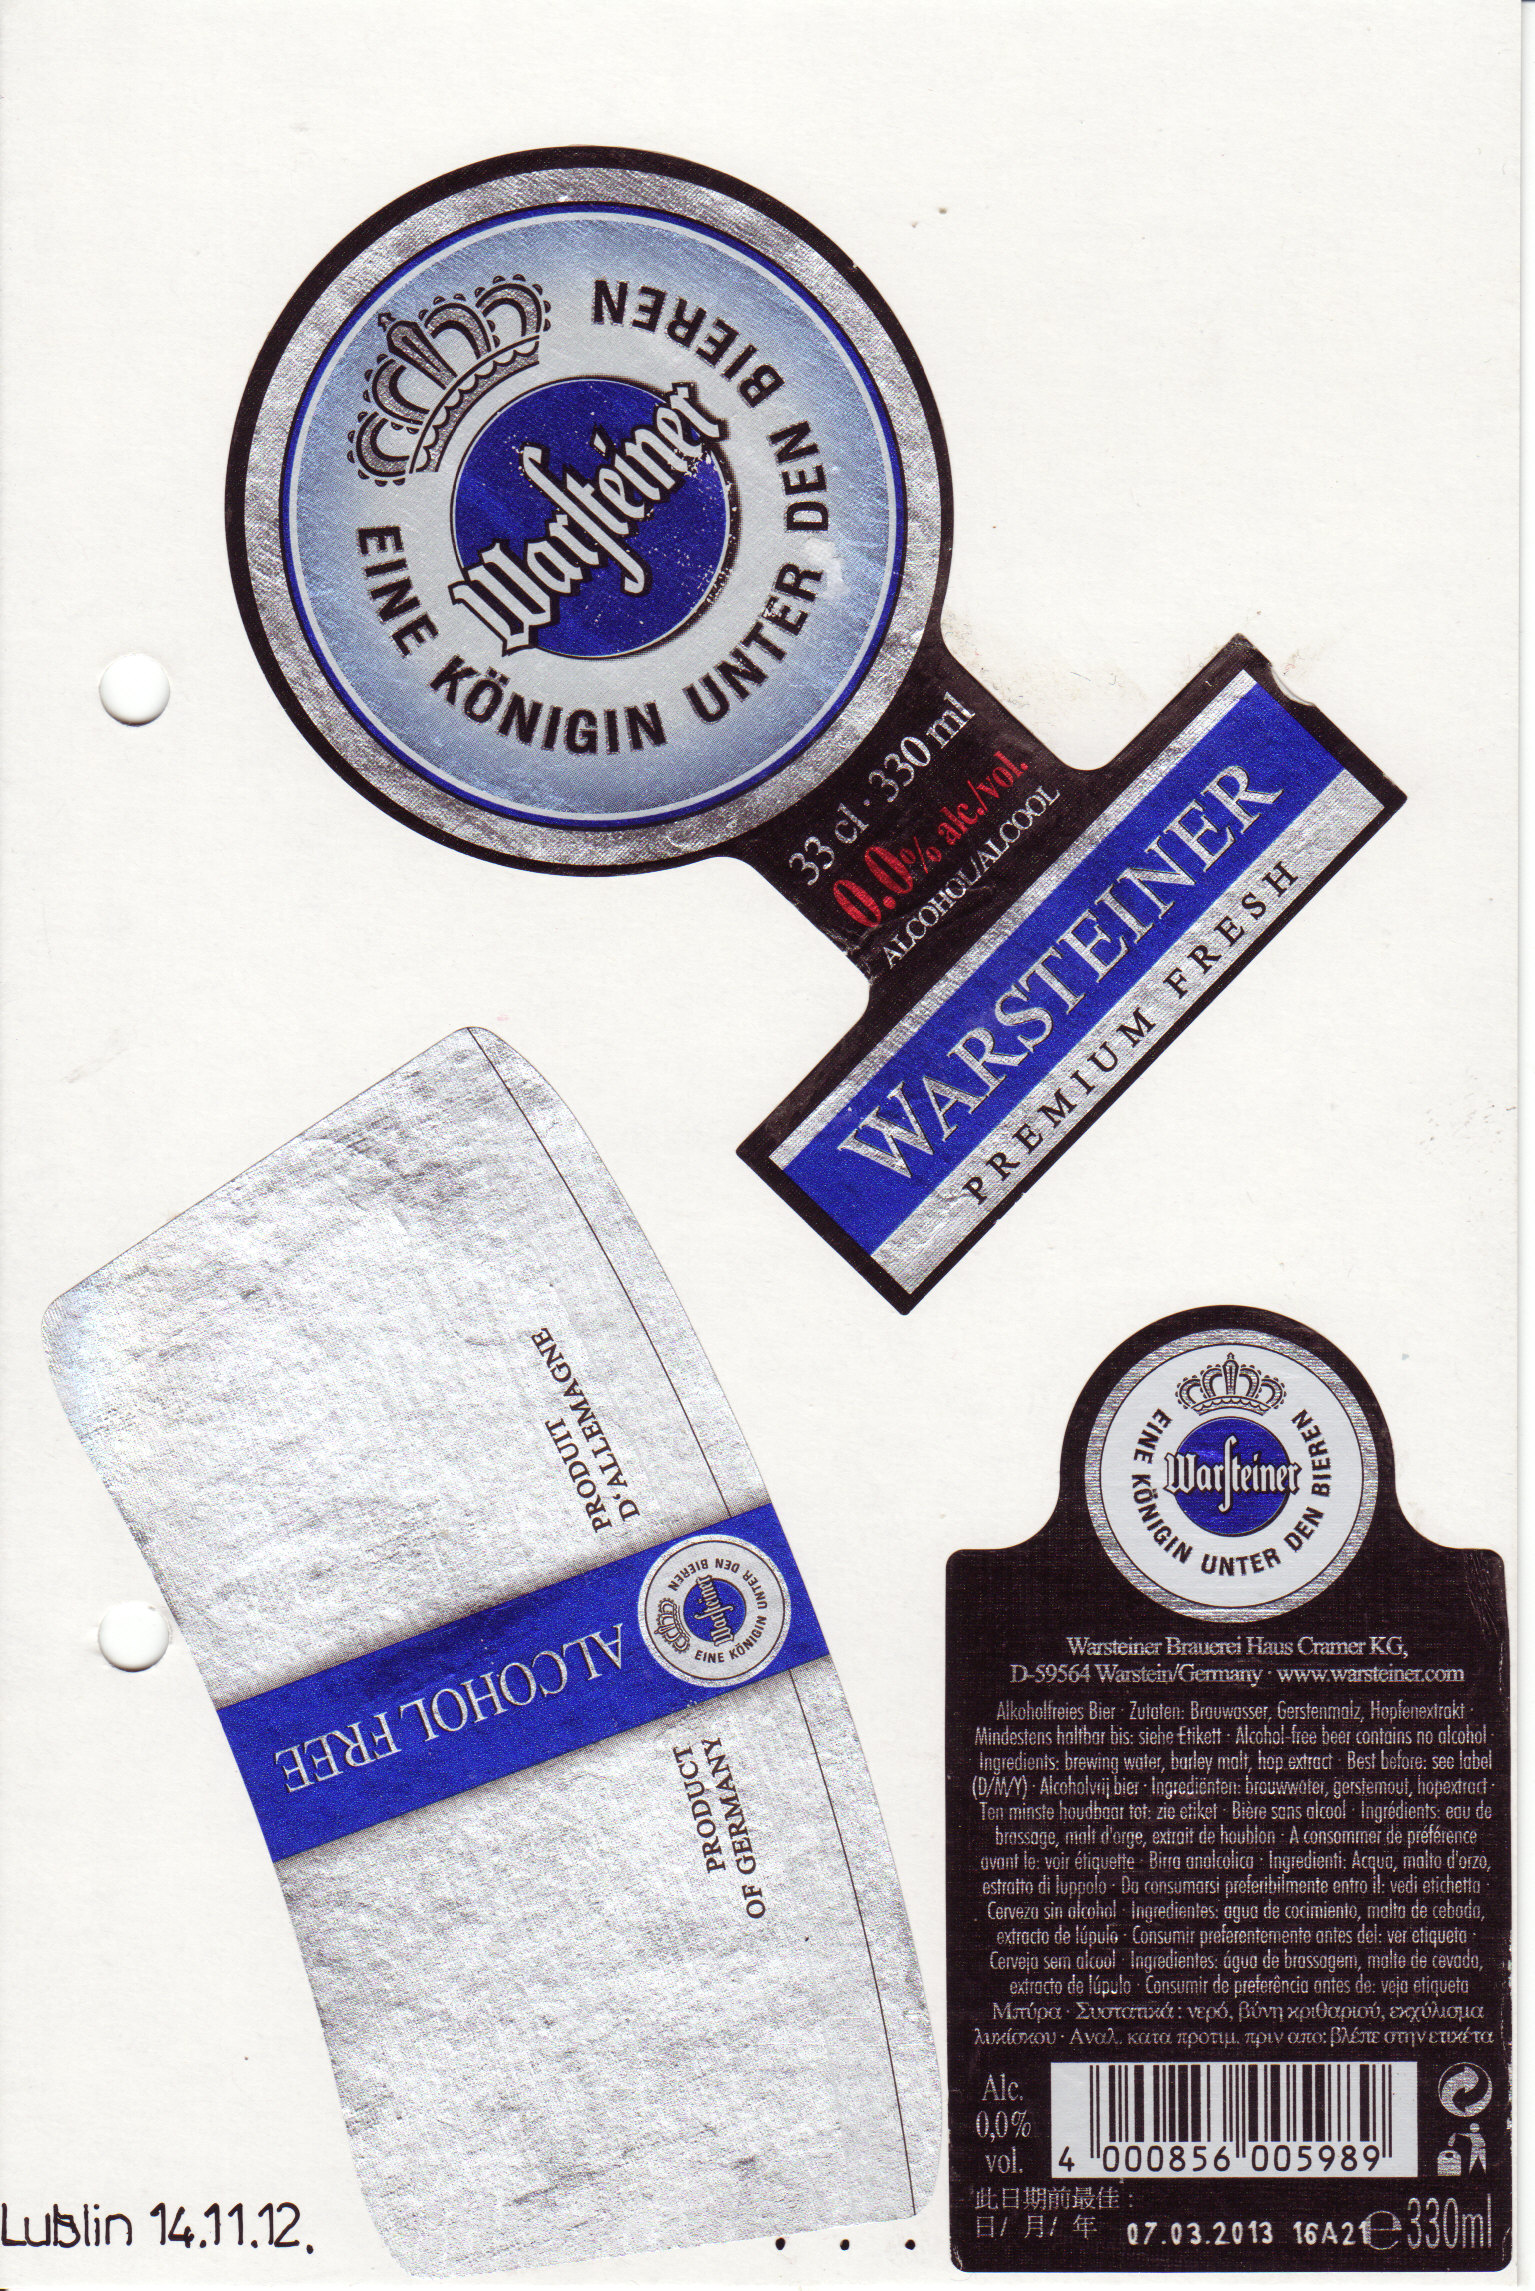 EINE KÖNIGIN UNTER DEN BIEREN
Warsteiner
33 cl · 330 ml
0.0% alc./vol.
ALCOHOL/ALCOOL
WARSTEINER
PREMIUM FRESH
PRODUIT
D'ALLEMAGNE
ALCOHOL FREE
EINE KÖNIGIN UNTER DEN BIEREN
Warsteiner
PRODUCT
OF GERMANY
EINE KÖNIGIN UNTER DEN BIEREN
Warsteiner
Warsteiner Brauerei Haus Cramer KG,
D-59564 Warstein/Germany · www.warsteiner.com
Alkoholfreies Bier · Zutaten: Brauwasser, Gerstenmalz, Hopfenextrakt ·
Mindestens haltbar bis: siehe Etikett · Alcohol-free beer contains no alcohol
Ingredients: brewing water, barley malt, hop extract · Best before: see label
(D/M/Y) · Alcoholvrij bier · Ingrediënten: brouwwater, gerstemout, hopextract ·
Ten minste houdbaar tot: zie etiket · Bière sans alcool · Ingrédients: eau de
brassage, malt d'orge, extrait de houblon · A consommer de préférence
avant le: voir étiquette · Birra analcolica · Ingredienti: Acqua, malto d'orzo,
estratto di luppolo · Da consumarsi preferibilmente entro il: vedi etichetta ·
Cerveza sin alcohol · Ingredientes: agua de cocimiento, malta de cebada,
extracto de lúpulo · Consumir preferentemente antes del: ver etiqueta ·
Cerveja sem alcool · Ingredientes: água de brassagem, malte de cevada,
extracto de lúpulo · Consumir de preferência antes de: veja etiqueta
Μπύρα · Συστατικά: νερό, βύνη κριθαριού, εκχύλισμα
λυκίσκου · Αναλ. κατα προτιμ. πριν απο: βλέπε στην ετικέτα
Alc.
0,0%
vol.
4 000856 005989
此日期前最佳：
日/ 月/ 年
07.03.2013 16A21
℮330ml
Lublin 14.11.12.